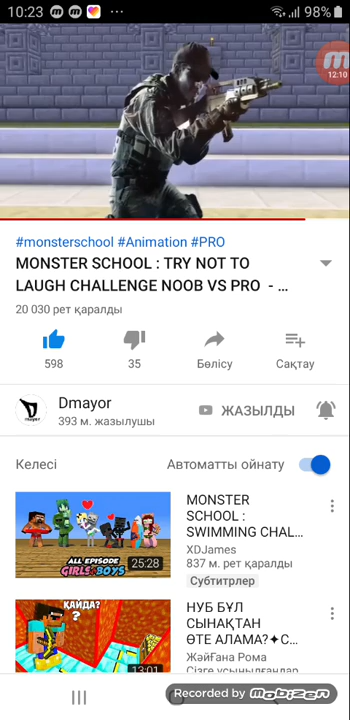 10:23
98%
12:10
#monsterschool #Animation #PRO
MONSTER SCHOOL : TRY NOT TO
LAUGH CHALLENGE NOOB VS PRO - ...
20 030 рет қаралды
598
35
Бөлісу
Сақтау
Dmayor
393 м. жазылушы
ЖАЗЫЛДЫ
Келесі
Автоматты ойнату
MONSTER
SCHOOL :
SWIMMING CHAL...
XDJames
837 м. рет қаралды
Субтитрлер
ALL EPISODE
GIRLS BOYS
25:28
НУБ БҰЛ
СЫНАҚТАН
ӨТЕ АЛАМА?✦С...
ЖәйҒана Рома
Сізге ұсынылғандар
ҚАЙДА?
?
13:01
Recorded by Mobizen